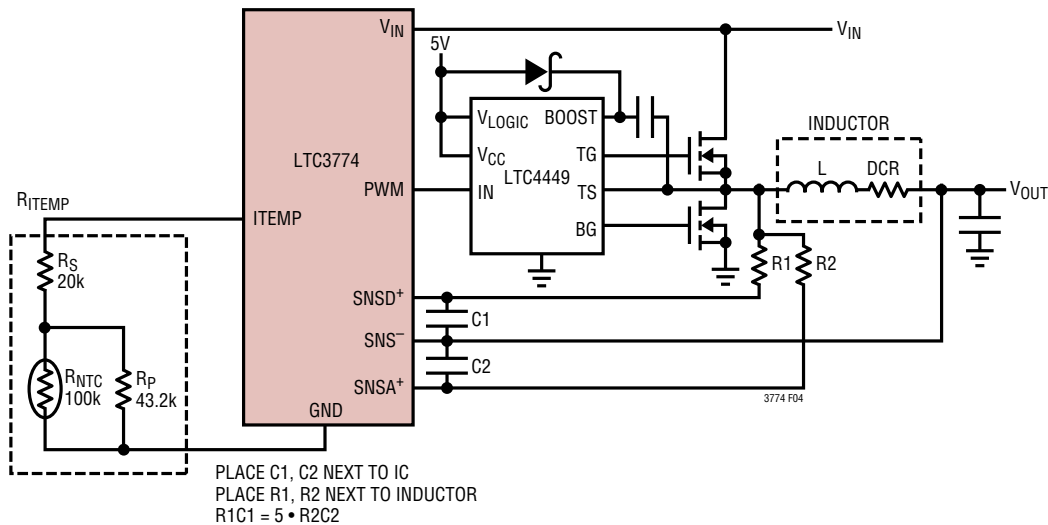 VIN
VIN
5V
INDUCTOR
VLOGIC
BOOST
LTC3774
VCC
TG
L
DCR
LTC4449
RITEMP
PWM
IN
TS
VOUT
ITEMP
BG
RS
20k
R1
R2
SNSD+
C1
SNS–
RNTC
100k
RP
43.2k
C2
SNSA+
3774 F04
GND
PLACE C1, C2 NEXT TO IC
PLACE R1, R2 NEXT TO INDUCTOR
R1C1 = 5 • R2C2